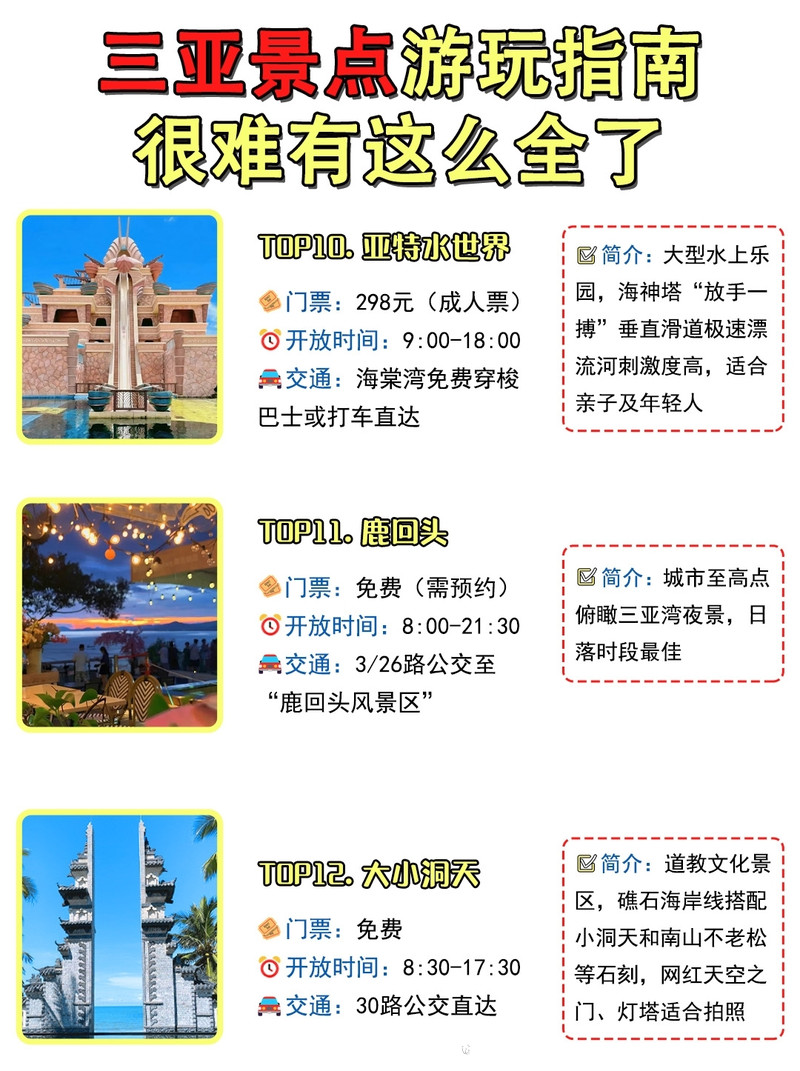 三亚景点游玩指南
很难有这么全了
TOP10. 亚特水世界
门票：298元（成人票）
开放时间：9:00-18:00
交通：海棠湾免费穿梭
巴士或打车直达
简介：大型水上乐
园，海神塔“放手一
搏”垂直滑道极速漂
流河刺激度高，适合
亲子及年轻人
TOP11. 鹿回头
门票：免费（需预约）
开放时间：8:00-21:30
交通：3/26路公交至
“鹿回头风景区”
简介：城市至高点
俯瞰三亚湾夜景，日
落时段最佳
TOP12. 大小洞天
门票：免费
开放时间：8:30-17:30
交通：30路公交直达
简介：道教文化景
区，礁石海岸线搭配
小洞天和南山不老松
等石刻，网红天空之
门、灯塔适合拍照